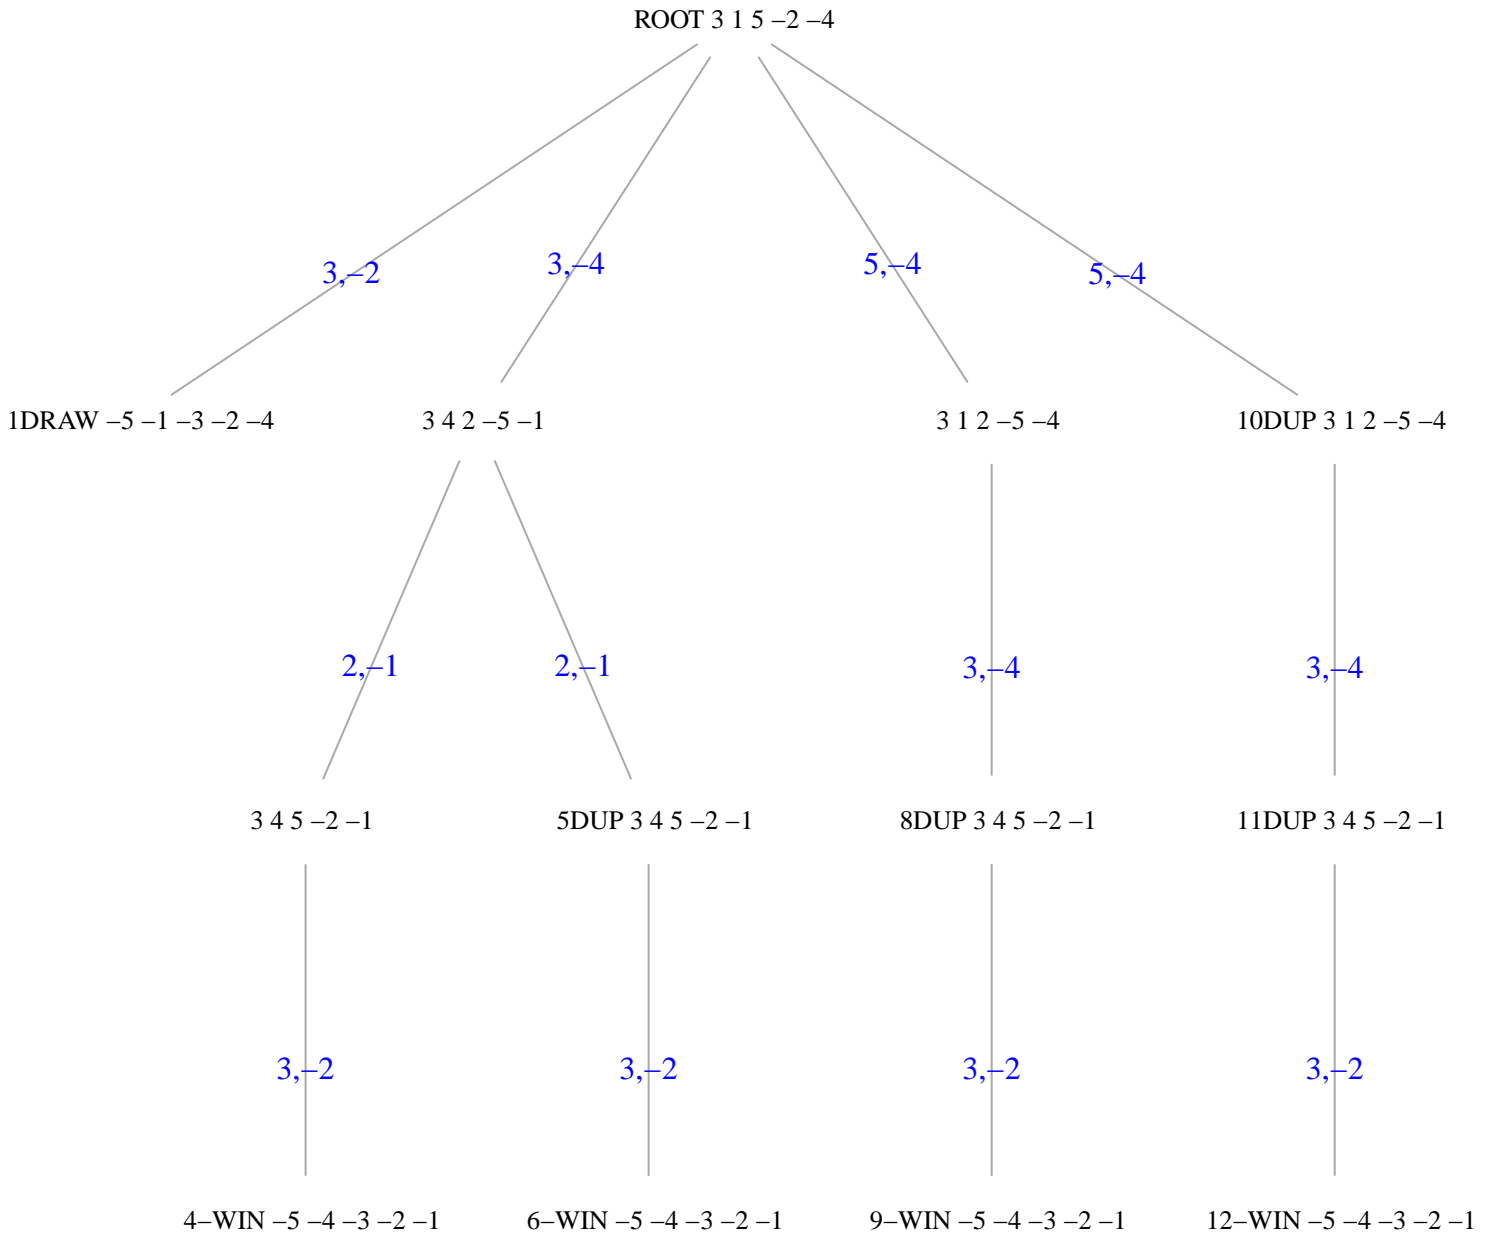 ROOT 3 1 5 –2 –4
3,–2 3,–4 5,–4 5,–4
1DRAW –5 –1 –3 –2 –4 3 4 2 –5 –1 3 1 2 –5 –4 10DUP 3 1 2 –5 –4
2,–1 2,–1 3,–4 3,–4
3 4 5 –2 –1 5DUP 3 4 5 –2 –1 8DUP 3 4 5 –2 –1 11DUP 3 4 5 –2 –1
3,–2 3,–2 3,–2 3,–2
4–WIN –5 –4 –3 –2 –1 6–WIN –5 –4 –3 –2 –1 9–WIN –5 –4 –3 –2 –1 12–WIN –5 –4 –3 –2 –1